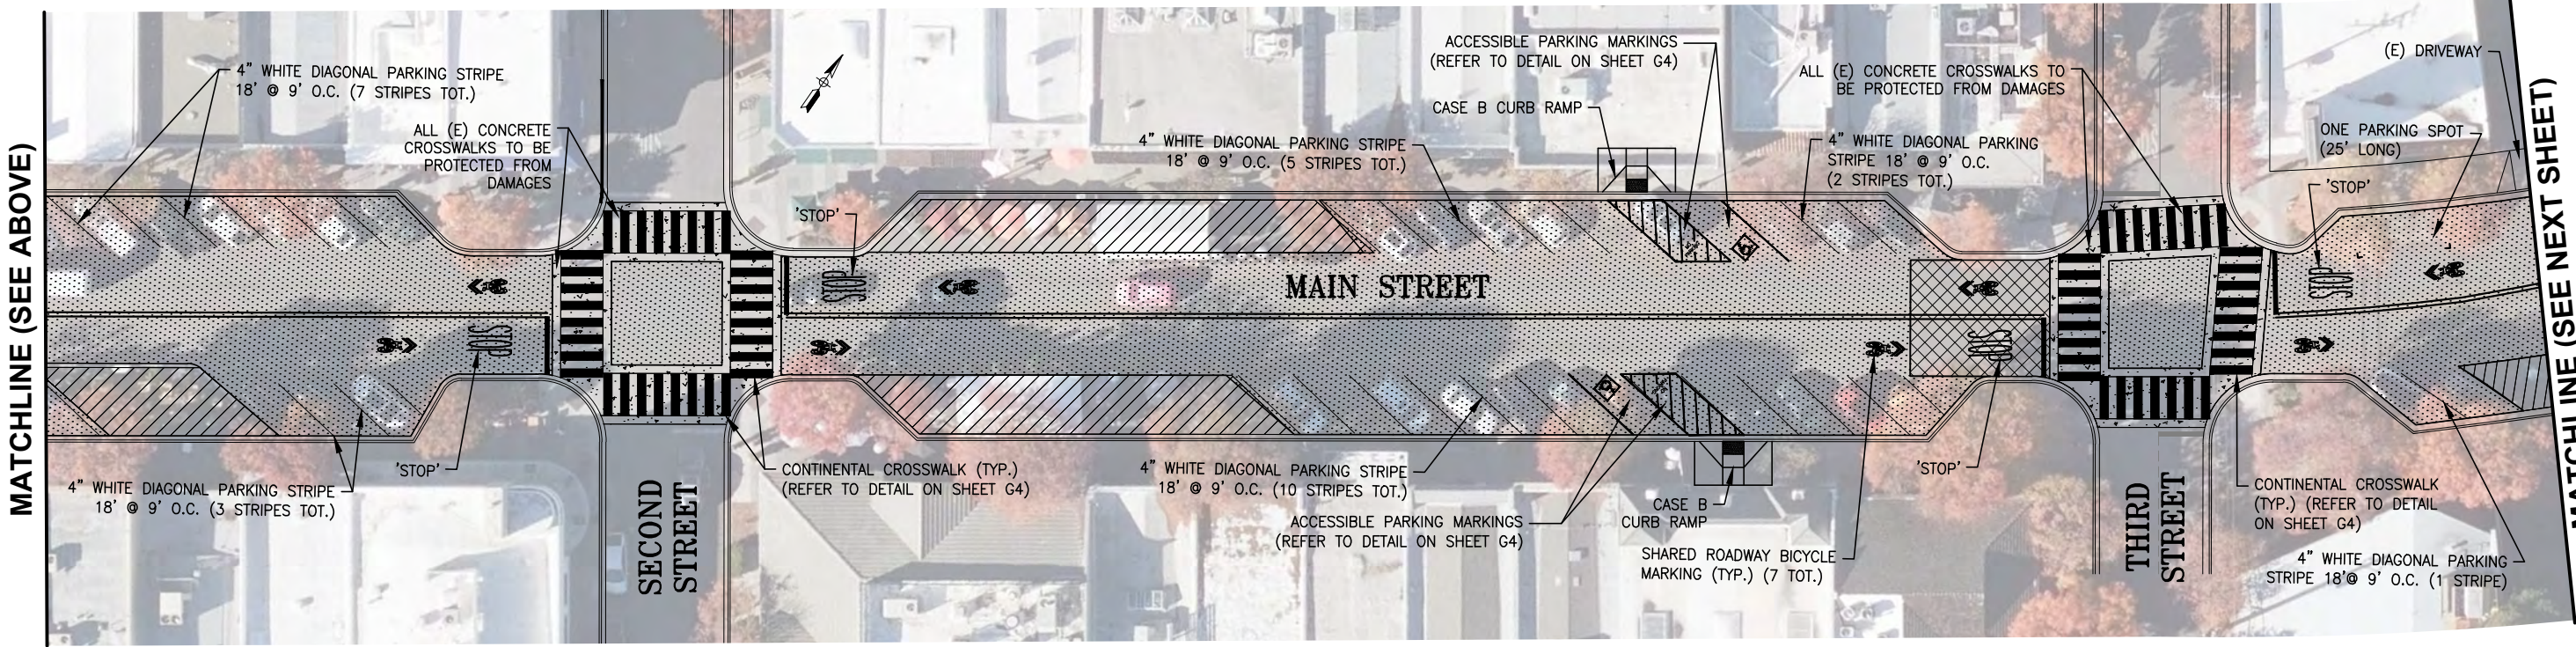 MATCHLINE (SEE ABOVE)
4" WHITE DIAGONAL PARKING STRIPE
18' @ 9' O.C. (7 STRIPES TOT.)
ALL (E) CONCRETE
CROSSWALKS TO BE
PROTECTED FROM
DAMAGES
'STOP'
STOP
4" WHITE DIAGONAL PARKING STRIPE
18' @ 9' O.C. (5 STRIPES TOT.)
ACCESSIBLE PARKING MARKINGS
(REFER TO DETAIL ON SHEET G4)
CASE B CURB RAMP
4" WHITE DIAGONAL PARKING
STRIPE 18' @ 9' O.C.
(2 STRIPES TOT.)
ALL (E) CONCRETE CROSSWALKS TO
BE PROTECTED FROM DAMAGES
(E) DRIVEWAY
ONE PARKING SPOT
(25' LONG)
'STOP'
STOP
MAIN STREET
STOP
STOP
'STOP'
4" WHITE DIAGONAL PARKING STRIPE
18' @ 9' O.C. (3 STRIPES TOT.)
SECOND
STREET
CONTINENTAL CROSSWALK (TYP.)
(REFER TO DETAIL ON SHEET G4)
4" WHITE DIAGONAL PARKING STRIPE
18' @ 9' O.C. (10 STRIPES TOT.)
ACCESSIBLE PARKING MARKINGS
(REFER TO DETAIL ON SHEET G4)
CASE B
CURB RAMP
SHARED ROADWAY BICYCLE
MARKING (TYP.) (7 TOT.)
'STOP'
THIRD
STREET
CONTINENTAL CROSSWALK
(TYP.) (REFER TO DETAIL
ON SHEET G4)
4" WHITE DIAGONAL PARKING
STRIPE 18'@ 9' O.C. (1 STRIPE)
MATCHLINE (SEE NEXT SHEET)